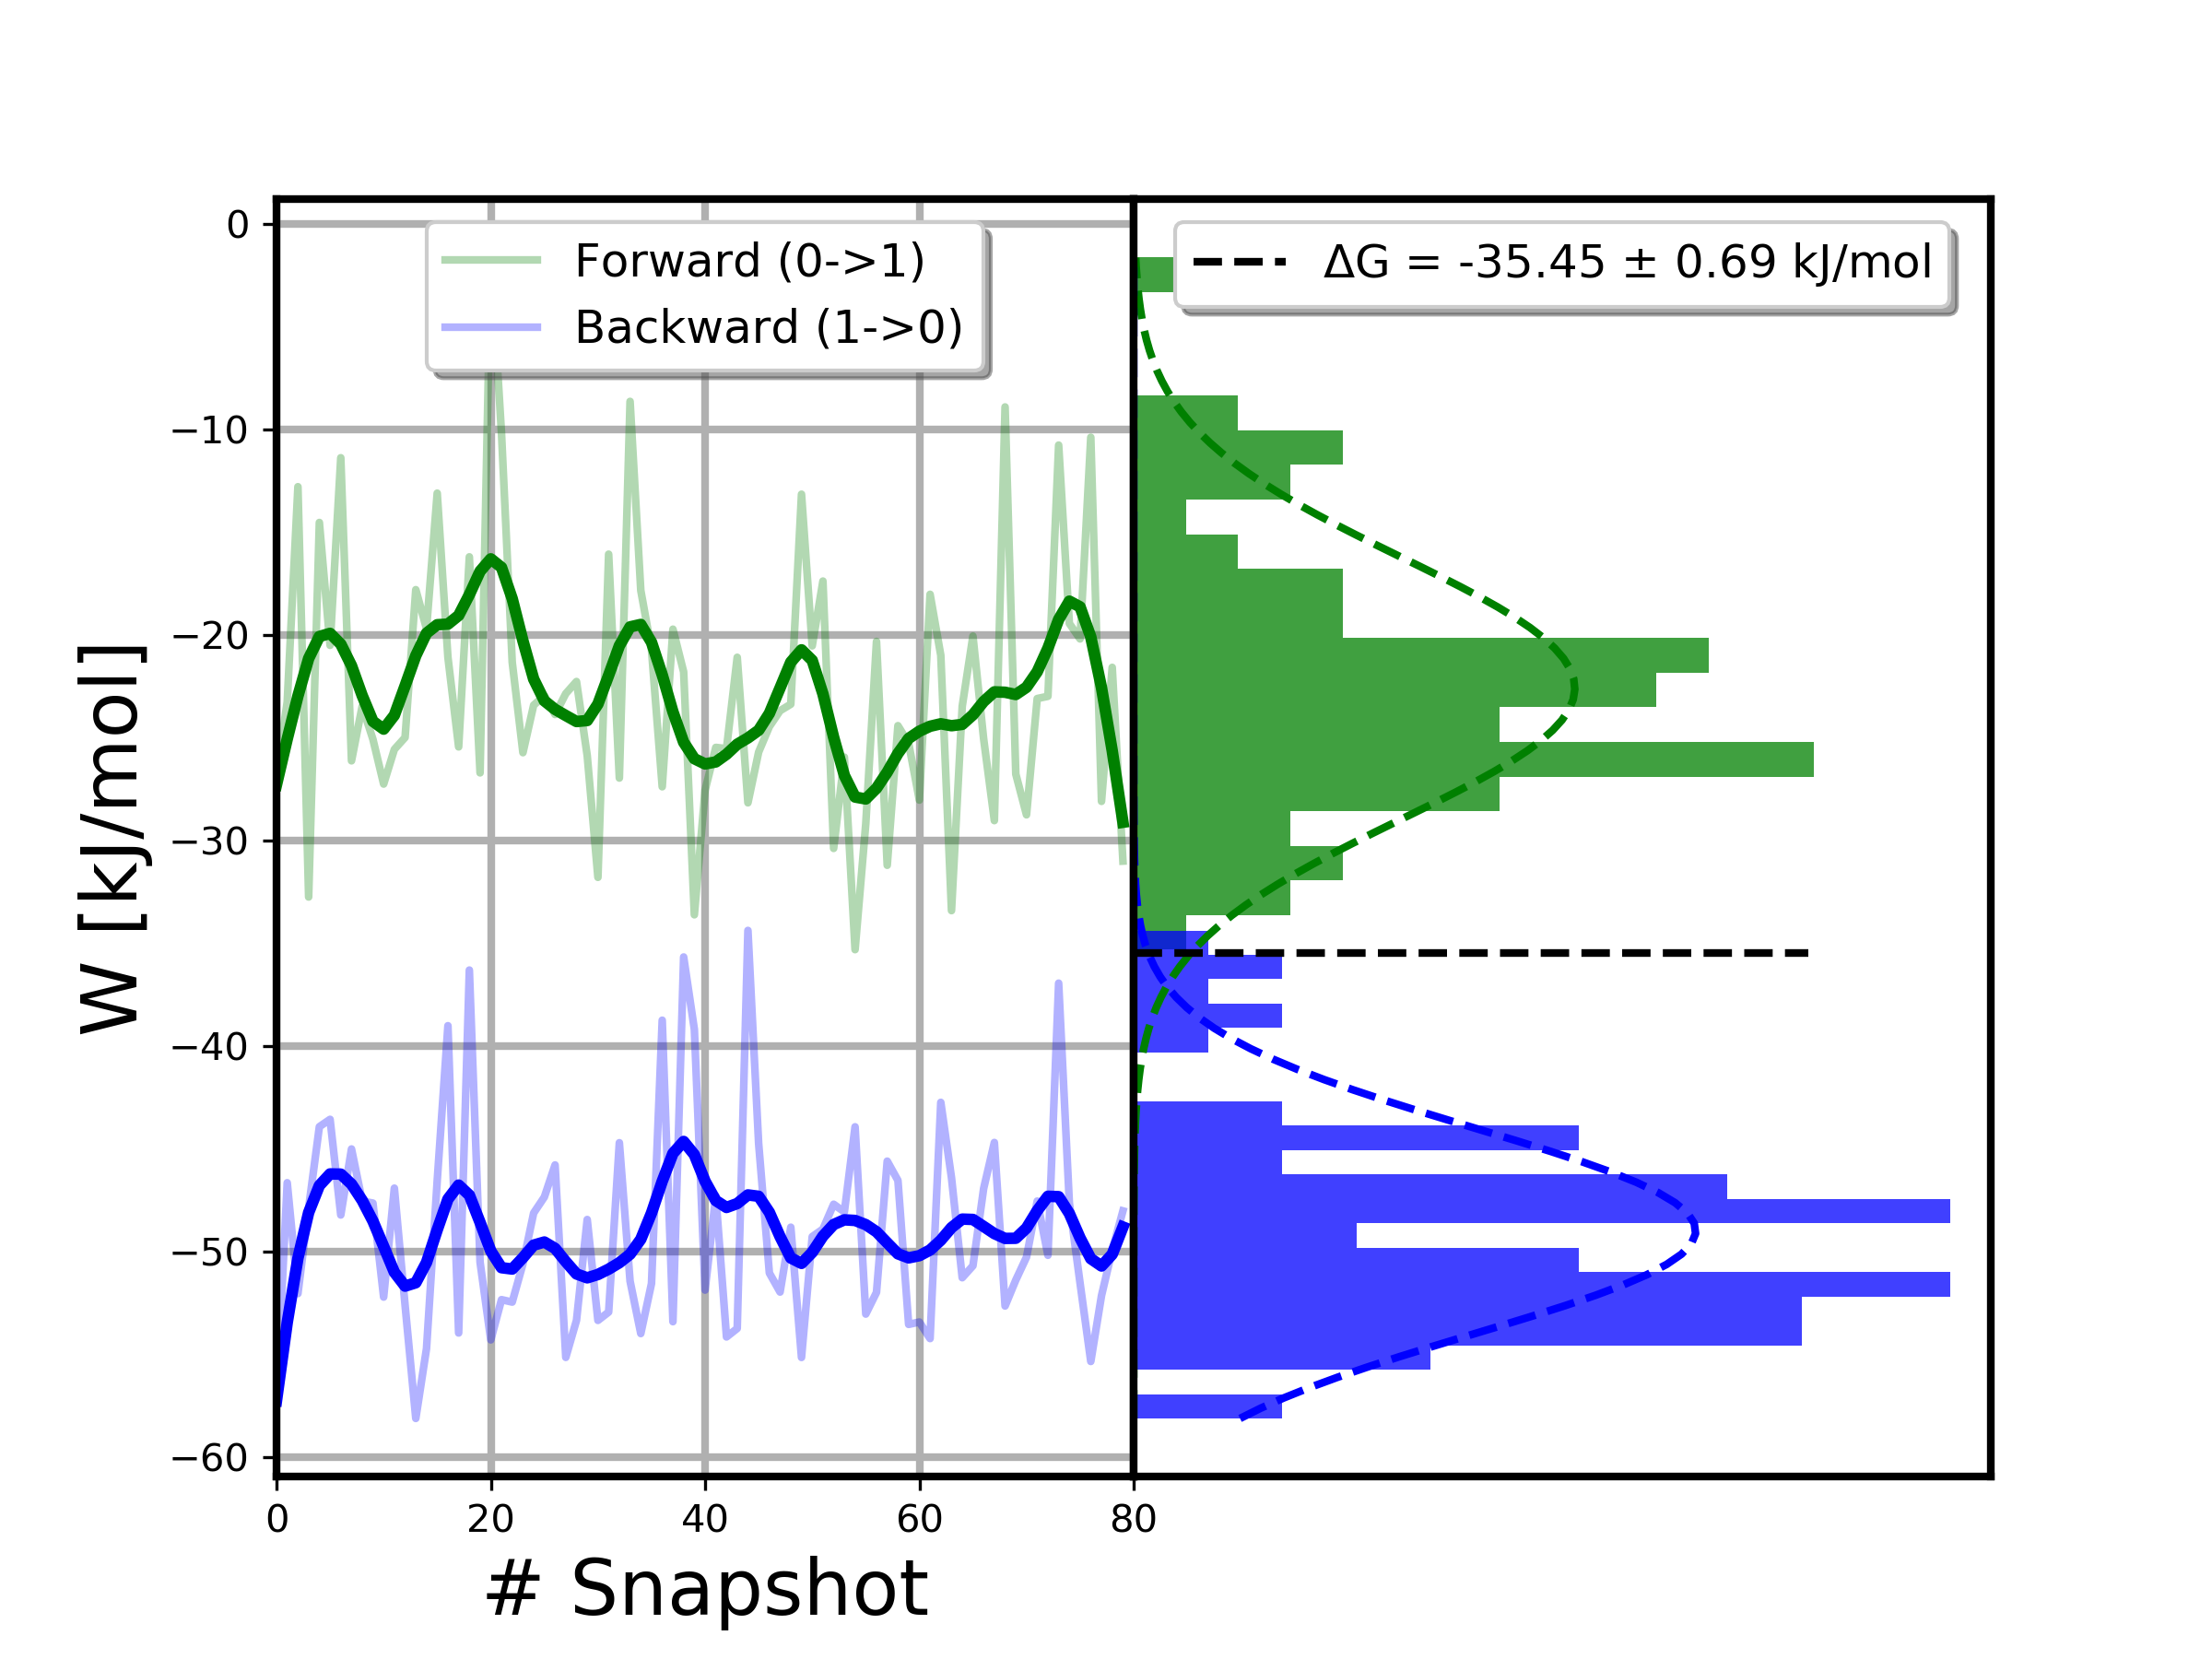 Forward (0->1)
Backward (1->0)
ΔG = -35.45 ± 0.69 kJ/mol
W [kJ/mol]
0
−10
−20
−30
−40
−50
−60
0 20 40 60 80
# Snapshot